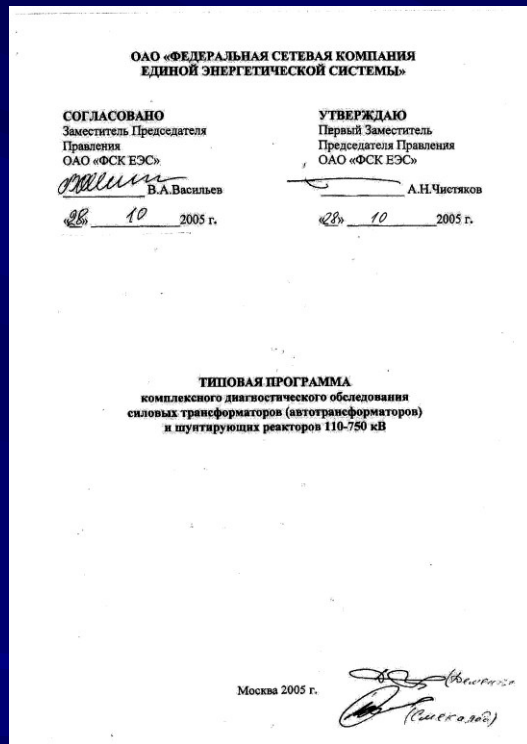 ОАО «ФЕДЕРАЛЬНАЯ СЕТЕВАЯ КОМПАНИЯ
ЕДИНОЙ ЭНЕРГЕТИЧЕСКОЙ СИСТЕМЫ»
СОГЛАСОВАНО
Заместитель Председателя
Правления
ОАО «ФСК ЕЭС»
В.А.Васильев
«28» 10 2005 г.
УТВЕРЖДАЮ
Первый Заместитель
Председателя Правления
ОАО «ФСК ЕЭС»
А.Н.Чистяков
«28» 10 2005 г.
ТИПОВАЯ ПРОГРАММА
комплексного диагностического обследования
силовых трансформаторов (автотрансформаторов)
и шунтирующих реакторов 110-750 кВ
Москва 2005 г.
(Смекалов)